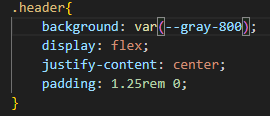 .header{
    background: var(--gray-800);
    display: flex;
    justify-content: center;
    padding: 1.25rem 0;
}